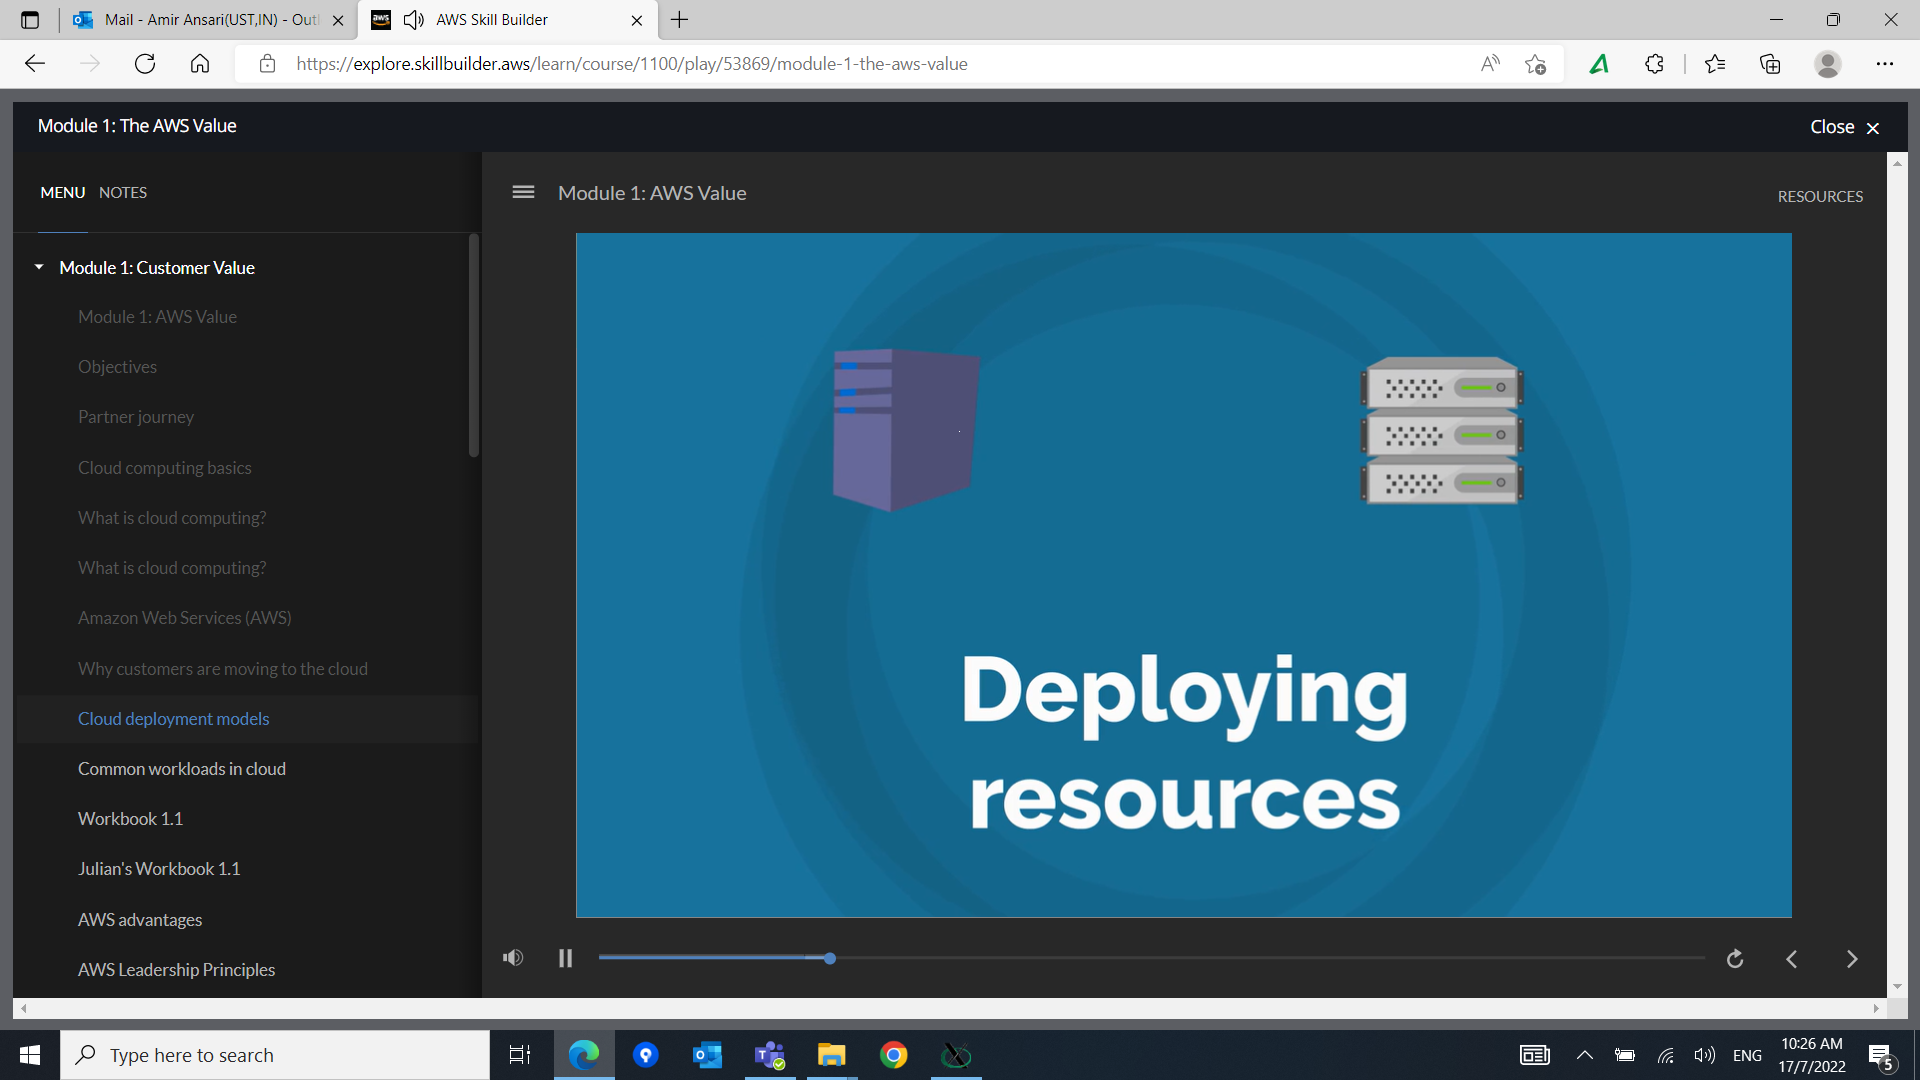 Mail - Amir Ansari(UST,IN) - Out
aws
AWS Skill Builder
https://explore.skillbuilder.aws/learn/course/1100/play/53869/module-1-the-aws-value
Module 1: The AWS Value
Close
MENU NOTES
Module 1: AWS Value
RESOURCES
Module 1: Customer Value
Module 1: AWS Value
Objectives
Partner journey
Cloud computing basics
What is cloud computing?
What is cloud computing?
Amazon Web Services (AWS)
Why customers are moving to the cloud
Cloud deployment models
Common workloads in cloud
Workbook 1.1
Julian's Workbook 1.1
AWS advantages
AWS Leadership Principles
Deploying
resources
Type here to search
ENG
10:26 AM
17/7/2022
5